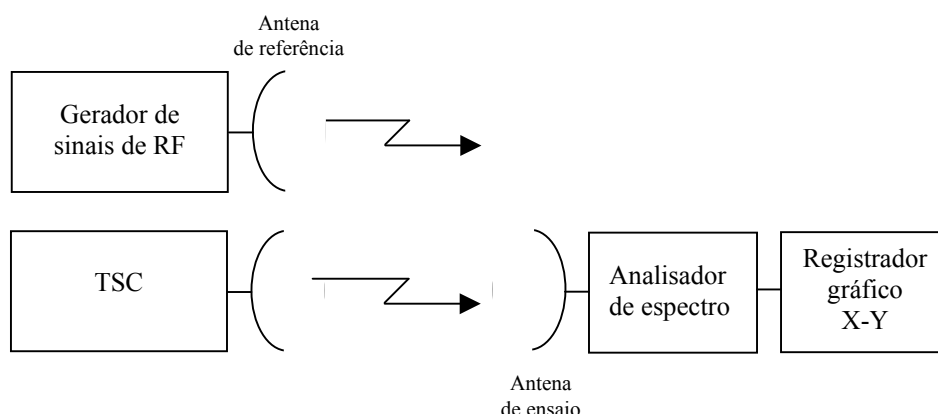 Antena
de referência
Gerador de
sinais de RF
TSC
Analisador
de espectro
Registrador
gráfico
X-Y
Antena
de ensaio